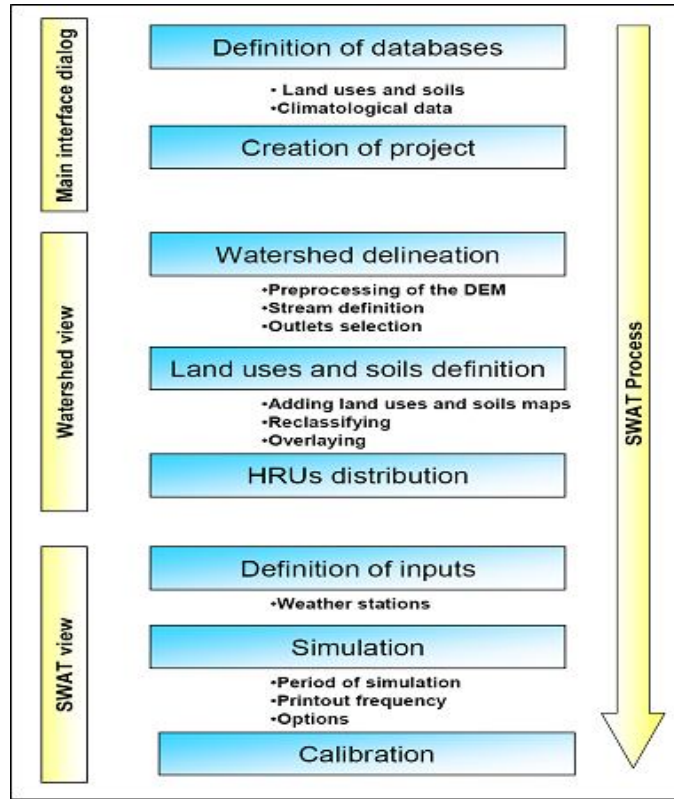 Main interface dialog
Definition of databases
• Land uses and soils
•Climatological data
Creation of project
Watershed view
Watershed delineation
•Preprocessing of the DEM
•Stream definition
•Outlets selection
Land uses and soils definition
•Adding land uses and soils maps
•Reclassifying
•Overlaying
HRUs distribution
SWAT view
Definition of inputs
•Weather stations
Simulation
•Period of simulation
•Printout frequency
•Options
Calibration
SWAT Process